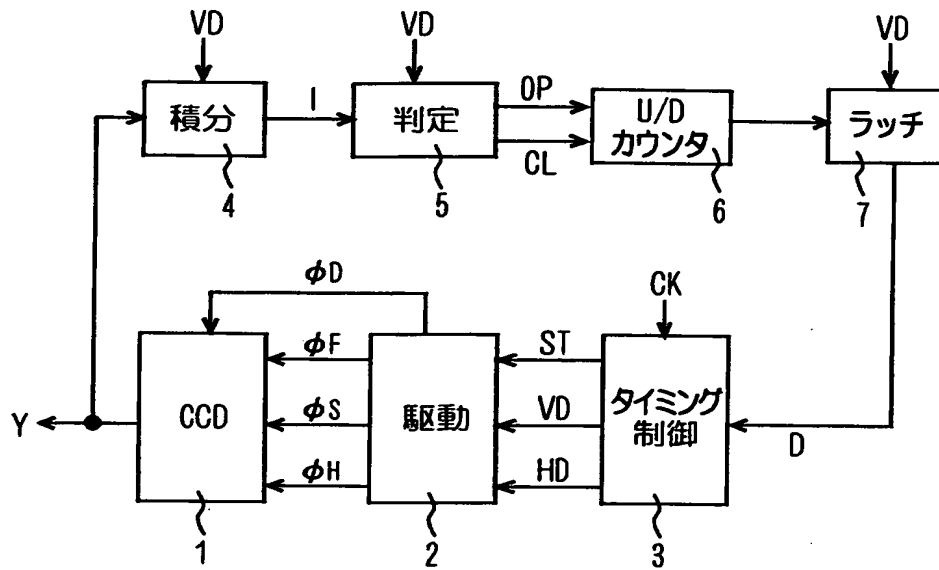 VD
VD
VD
積分
I
判定
OP
CL
U/D
カウンタ
ラッチ
4
5
6
7
φD
CK
Y
CCD
φF
φS
φH
駆動
ST
VD
HD
タイミング
制御
D
1
2
3